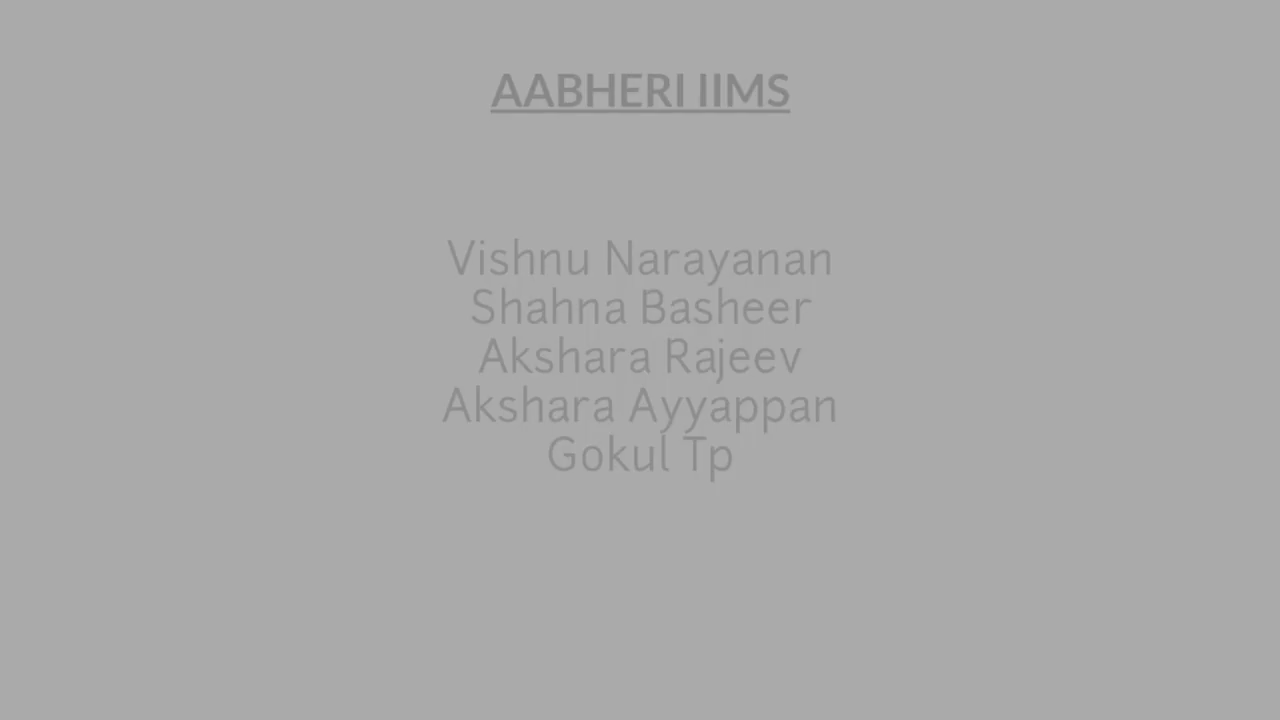 AABHERI IIMS
Vishnu Narayanan
Shahna Basheer
Akshara Rajeev
Akshara Ayyappan
Gokul Tp